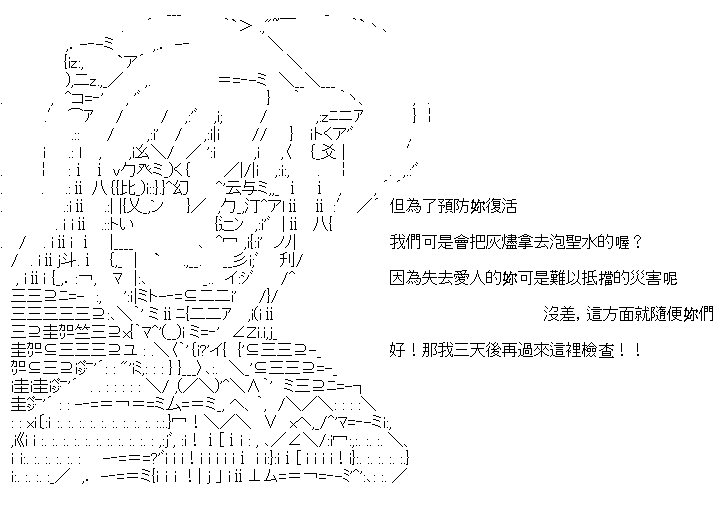 但為了預防妳復活
我們可是會把灰燼拿去泡聖水的喔？
因為失去愛人的妳可是難以抵擋的災害呢
沒差，這方面就隨便妳們
好！那我三天後再過來這裡檢查！！